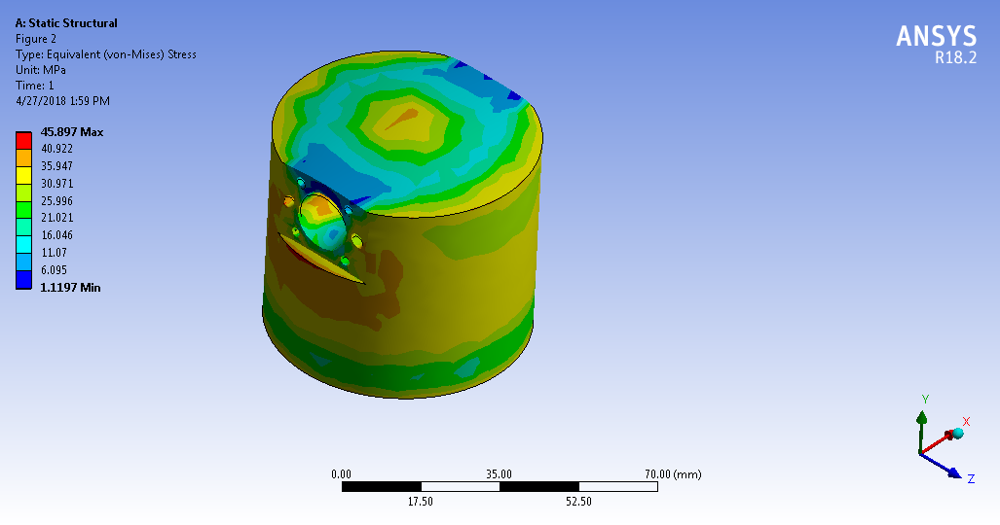 A: Static Structural
Figure 2
Type: Equivalent (von-Mises) Stress
Unit: MPa
Time: 1
4/27/2018 1:59 PM
ANSYS
R18.2
45.897 Max
40.922
35.947
30.971
25.996
21.021
16.046
11.07
6.095
1.1197 Min
Y
X
Z
0.00 35.00 70.00 (mm)
17.50 52.50